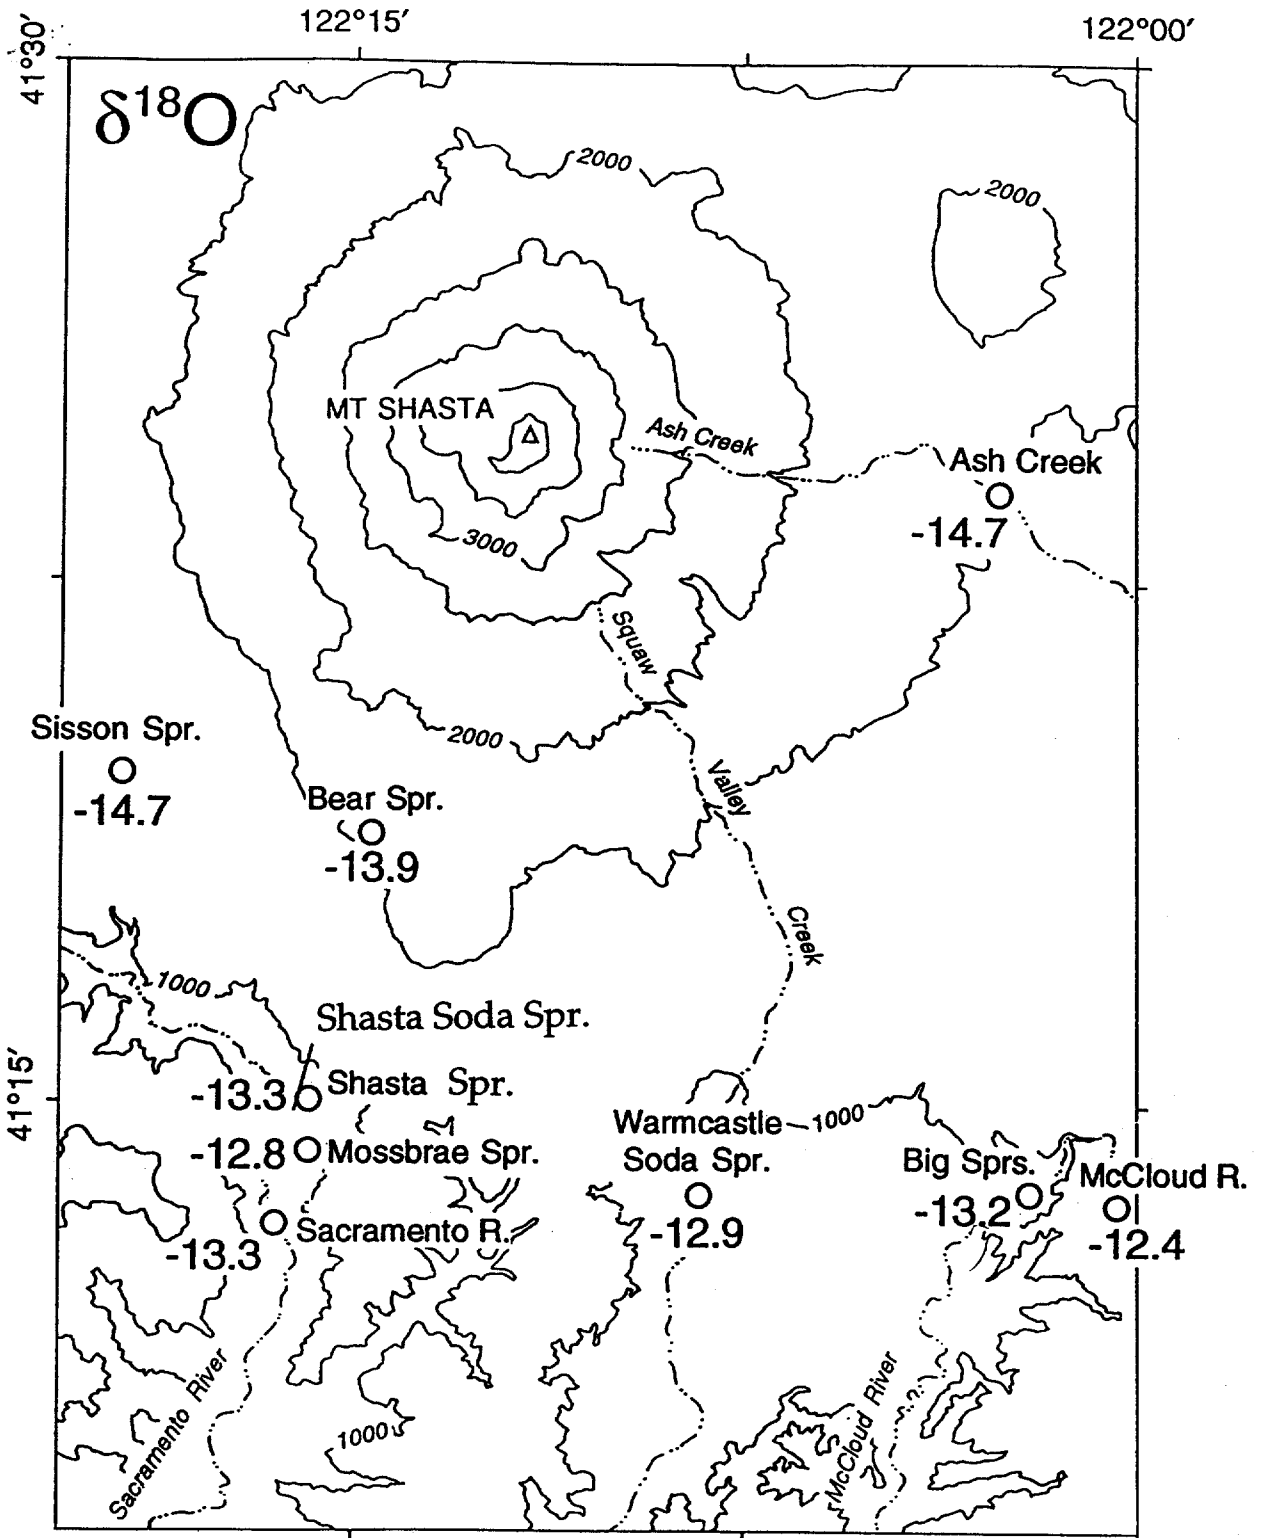 122°15′
122°00′
41°30′
δ18O
2000
2000
MT SHASTA
Ash Creek
Ash Creek
-14.7
3000
Squaw
Sisson Spr.
-14.7
2000
Valley
Bear Spr.
-13.9
Creek
1000
Shasta Soda Spr.
41°15′
-13.3 Shasta Spr.
Warmcastle
Soda Spr.
-12.9
1000
-12.8 Mossbrae Spr.
Big Sprs.
-13.2
McCloud R.
-12.4
Sacramento R.
-13.3
Sacramento River
1000
McCloud River